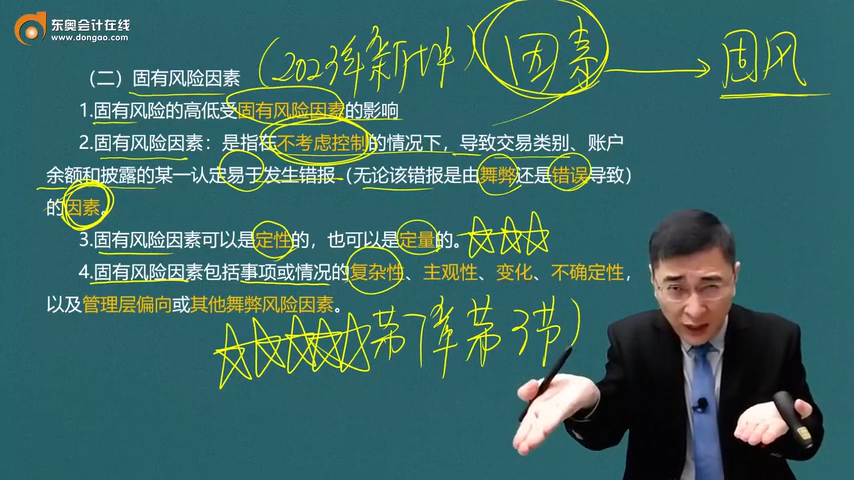 东奥会计在线
www.dongao.com
（二）固有风险因素 (2023年新增) 因素 → 固风
1.固有风险的高低受固有风险因素的影响
2.固有风险因素：是指在不考虑控制的情况下，导致交易类别、账户
余额和披露的某一认定易于发生错报（无论该错报是由舞弊还是错误导致）
的因素。
3.固有风险因素可以是定性的，也可以是定量的。
4.固有风险因素包括事项或情况的复杂性、主观性、变化、不确定性，
以及管理层偏向或其他舞弊风险因素。
第7章第3节)